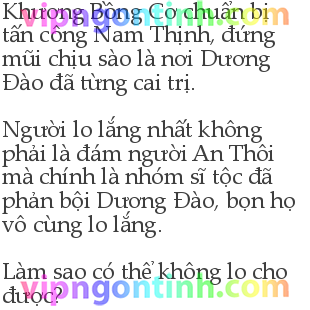 Khương Bồng Cơ chuẩn bị
tấn công Nam Thịnh, đứng
mũi chịu sào là nơi Dương
Đào đã từng cai trị.
Người lo lắng nhất không
phải là đám người An Thôi
mà chính là nhóm sĩ tộc đã
phản bội Dương Đào, bọn họ
vô cùng lo lắng.
Làm sao có thể không lo cho
được?
vipngontinh.com
vipngontinh.com